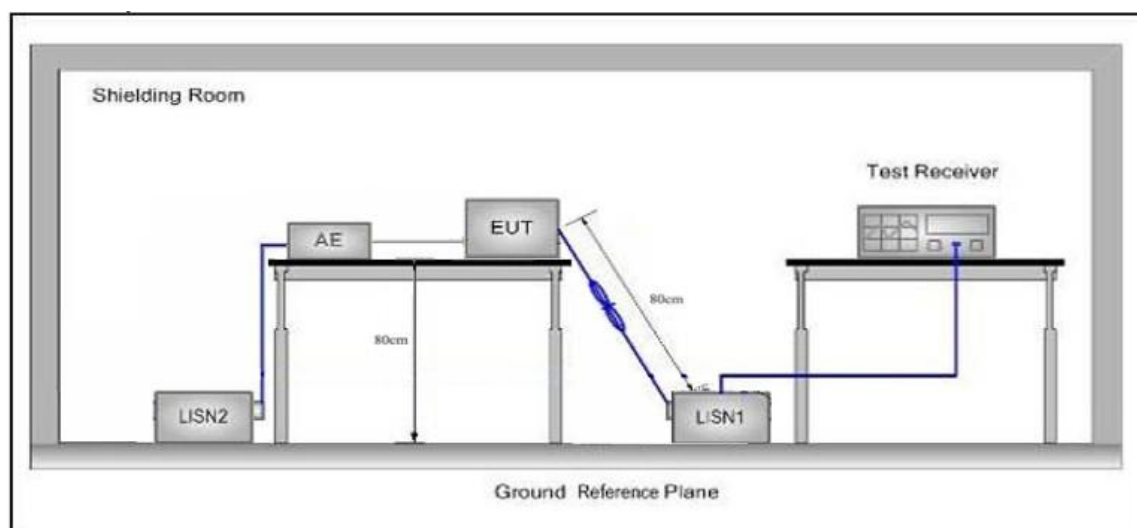 Shielding Room
Test Receiver
EUT
AE
80cm
80cm
LISN2
LISN1
Ground Reference Plane